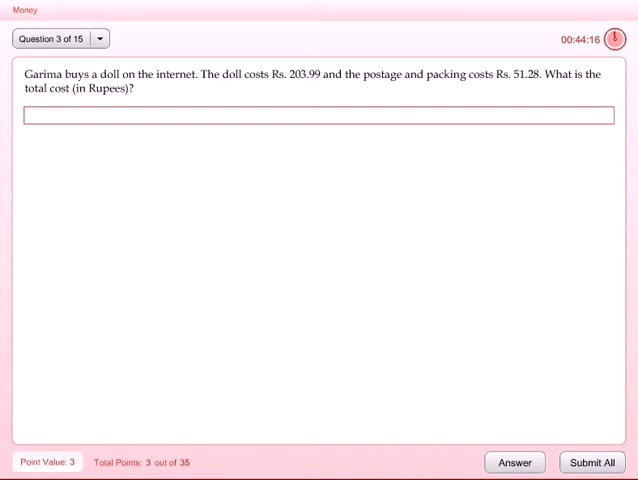 Money
Question 3 of 15
00:44:16
Garima buys a doll on the internet. The doll costs Rs. 203.99 and the postage and packing costs Rs. 51.28. What is the
total cost (in Rupees)?
Point Value: 3
Total Points: 3 out of 35
Answer
Submit All